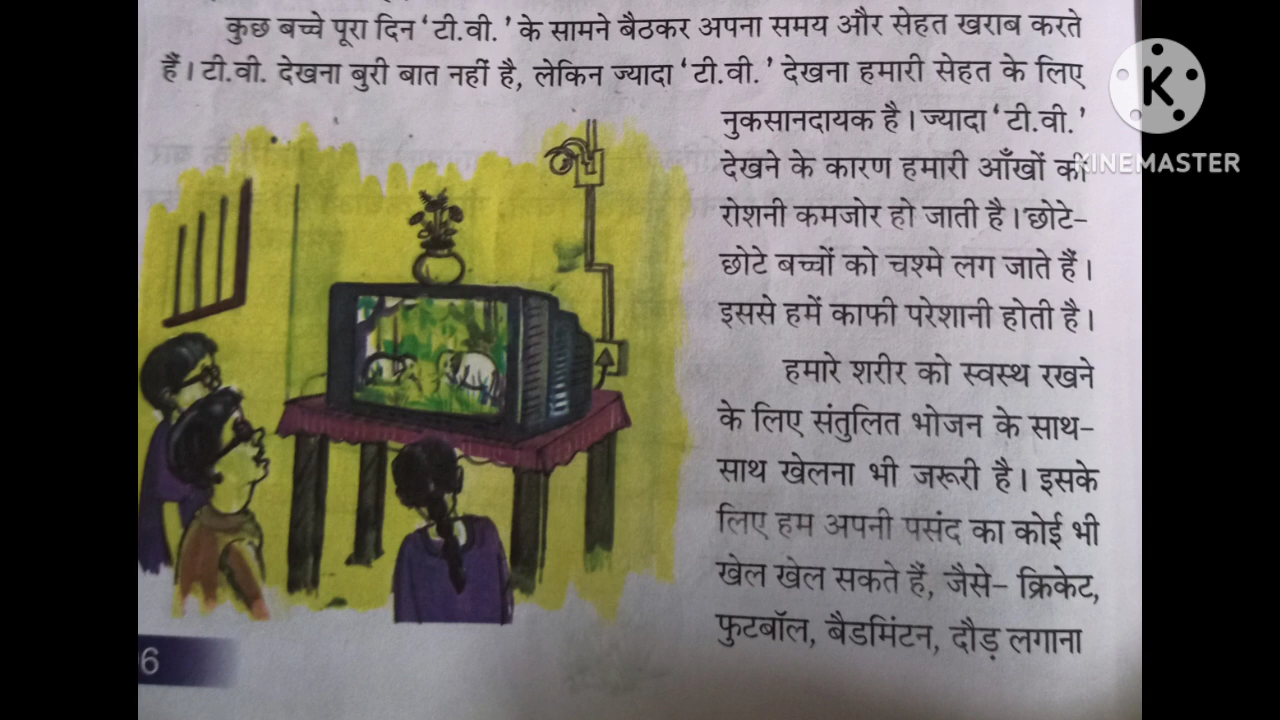 कुछ बच्चे पूरा दिन ‘टी.वी.’ के सामने बैठकर अपना समय और सेहत खराब करते
हैं। टी.वी. देखना बुरी बात नहीं है, लेकिन ज्यादा ‘टी.वी.’ देखना हमारी सेहत के लिए
नुकसानदायक है। ज्यादा ‘टी.वी.’
देखने के कारण हमारी आँखों की
रोशनी कमजोर हो जाती है। छोटे-
छोटे बच्चों को चश्मे लग जाते हैं।
इससे हमें काफी परेशानी होती है।
हमारे शरीर को स्वस्थ रखने
के लिए संतुलित भोजन के साथ-
साथ खेलना भी जरूरी है। इसके
लिए हम अपनी पसंद का कोई भी
खेल खेल सकते हैं, जैसे- क्रिकेट,
फुटबॉल, बैडमिंटन, दौड़ लगाना
6
K
KINEMASTER